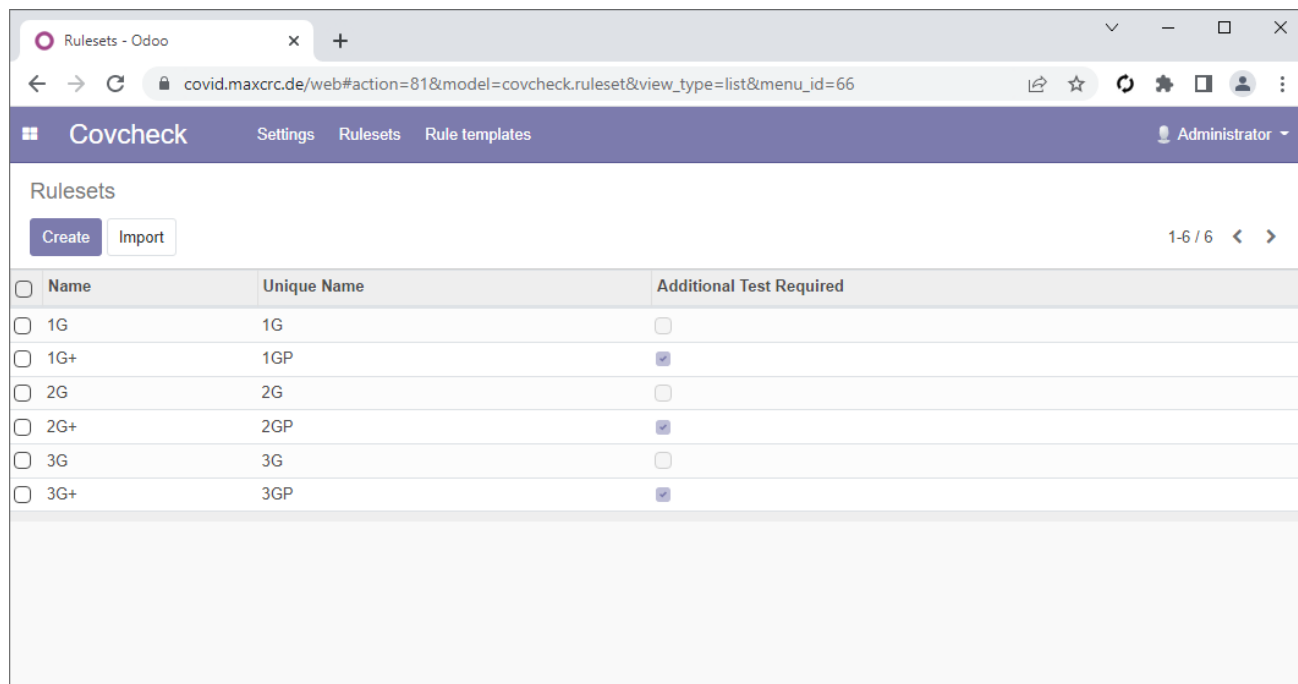 Rulesets - Odoo
covid.maxcrc.de/web#action=81&model=covcheck.ruleset&view_type=list&menu_id=66
Covcheck Settings Rulesets Rule templates Administrator
Rulesets
Create Import 1-6 / 6
Name Unique Name Additional Test Required
1G 1G
1G+ 1GP
2G 2G
2G+ 2GP
3G 3G
3G+ 3GP